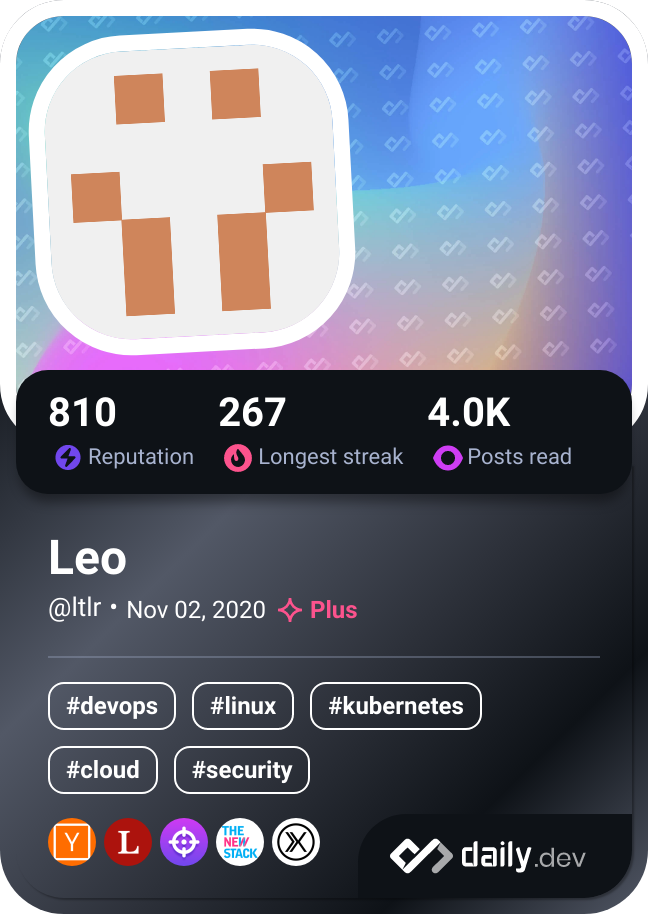 810 267 4.0K
Reputation Longest streak Posts read
Leo
@ltlr • Nov 02, 2020 Plus
#devops #linux #kubernetes
#cloud #security
Y L THE NEW STACK
daily.dev